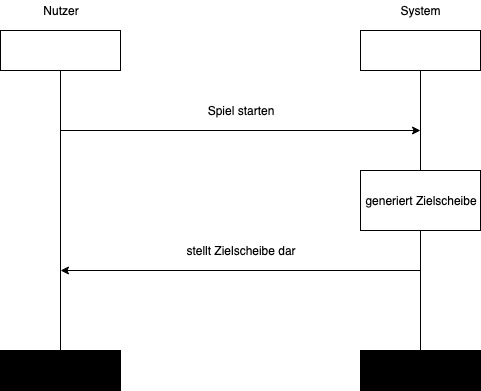 Nutzer
System
Spiel starten
generiert Zielscheibe
stellt Zielscheibe dar